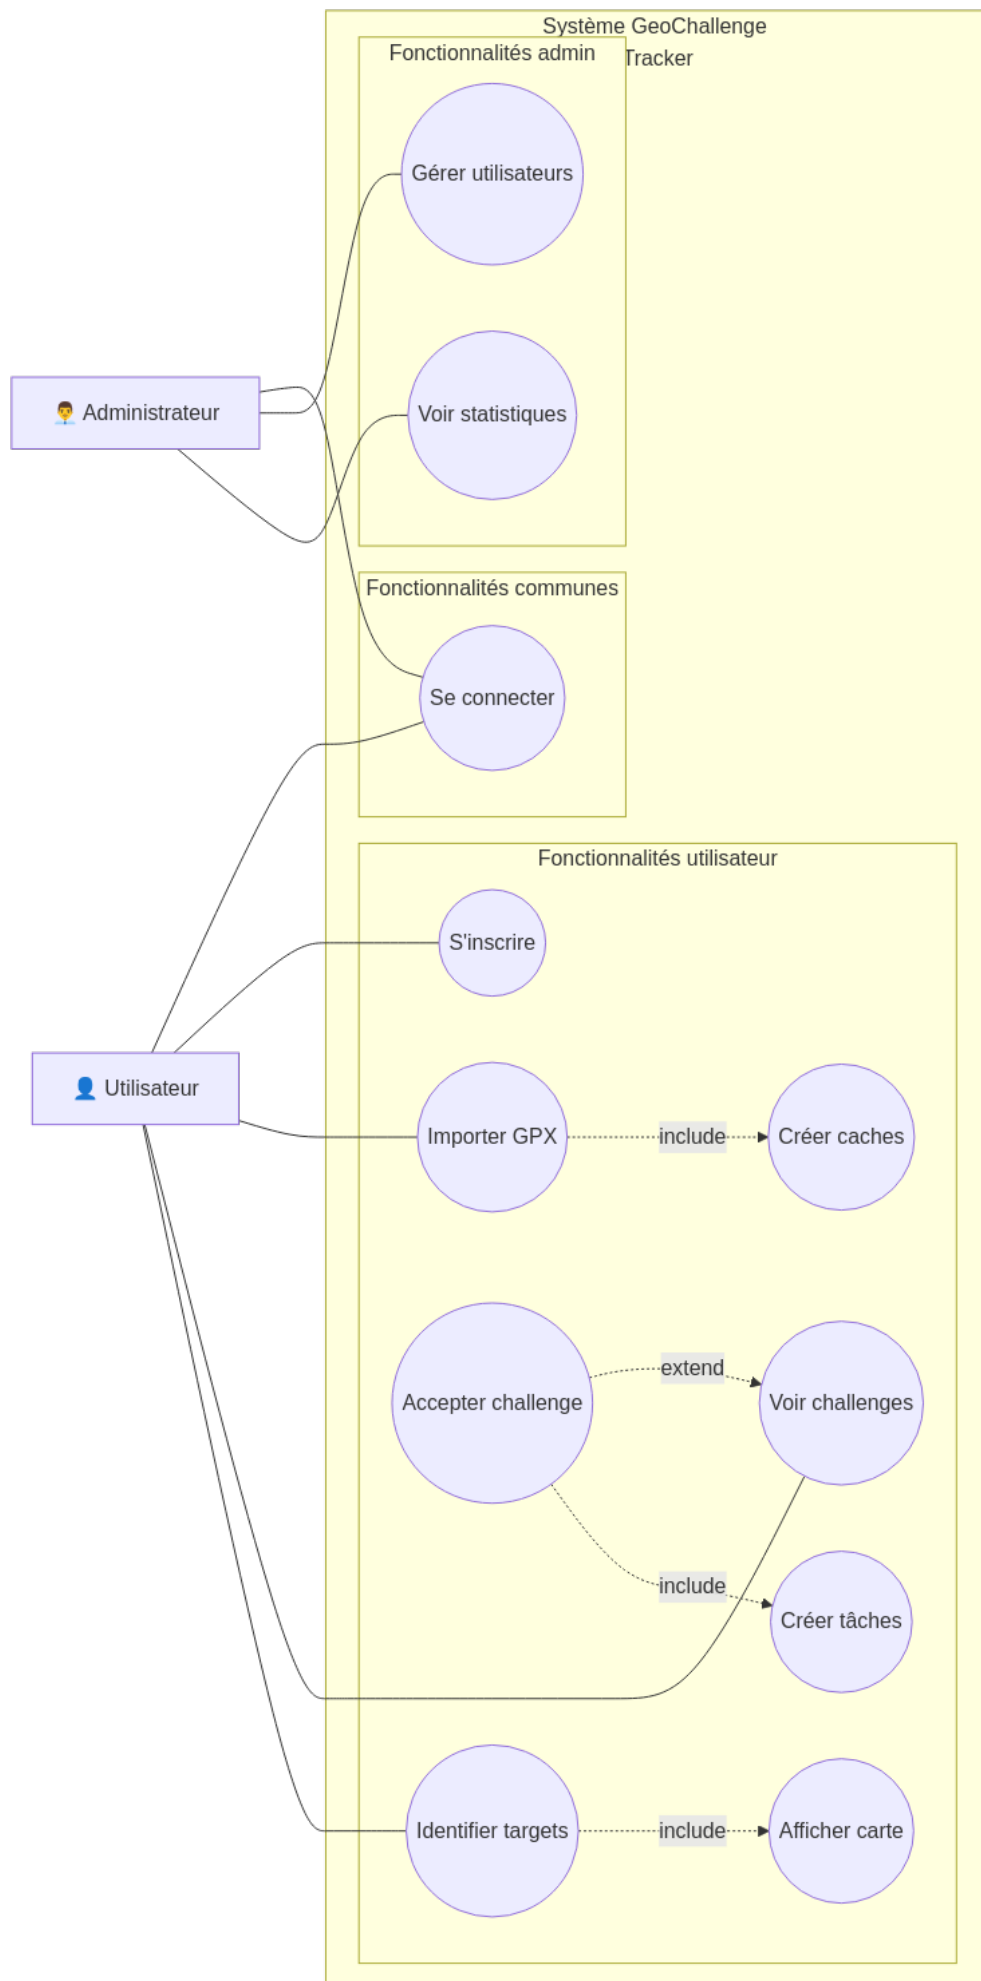 Système GeoChallenge
Tracker
Fonctionnalités admin
Gérer utilisateurs
👨‍💼 Administrateur
Voir statistiques
Fonctionnalités communes
Se connecter
Fonctionnalités utilisateur
S'inscrire
👤 Utilisateur
Importer GPX
include
Créer caches
Accepter challenge
extend
Voir challenges
include
Créer tâches
Identifier targets
include
Afficher carte